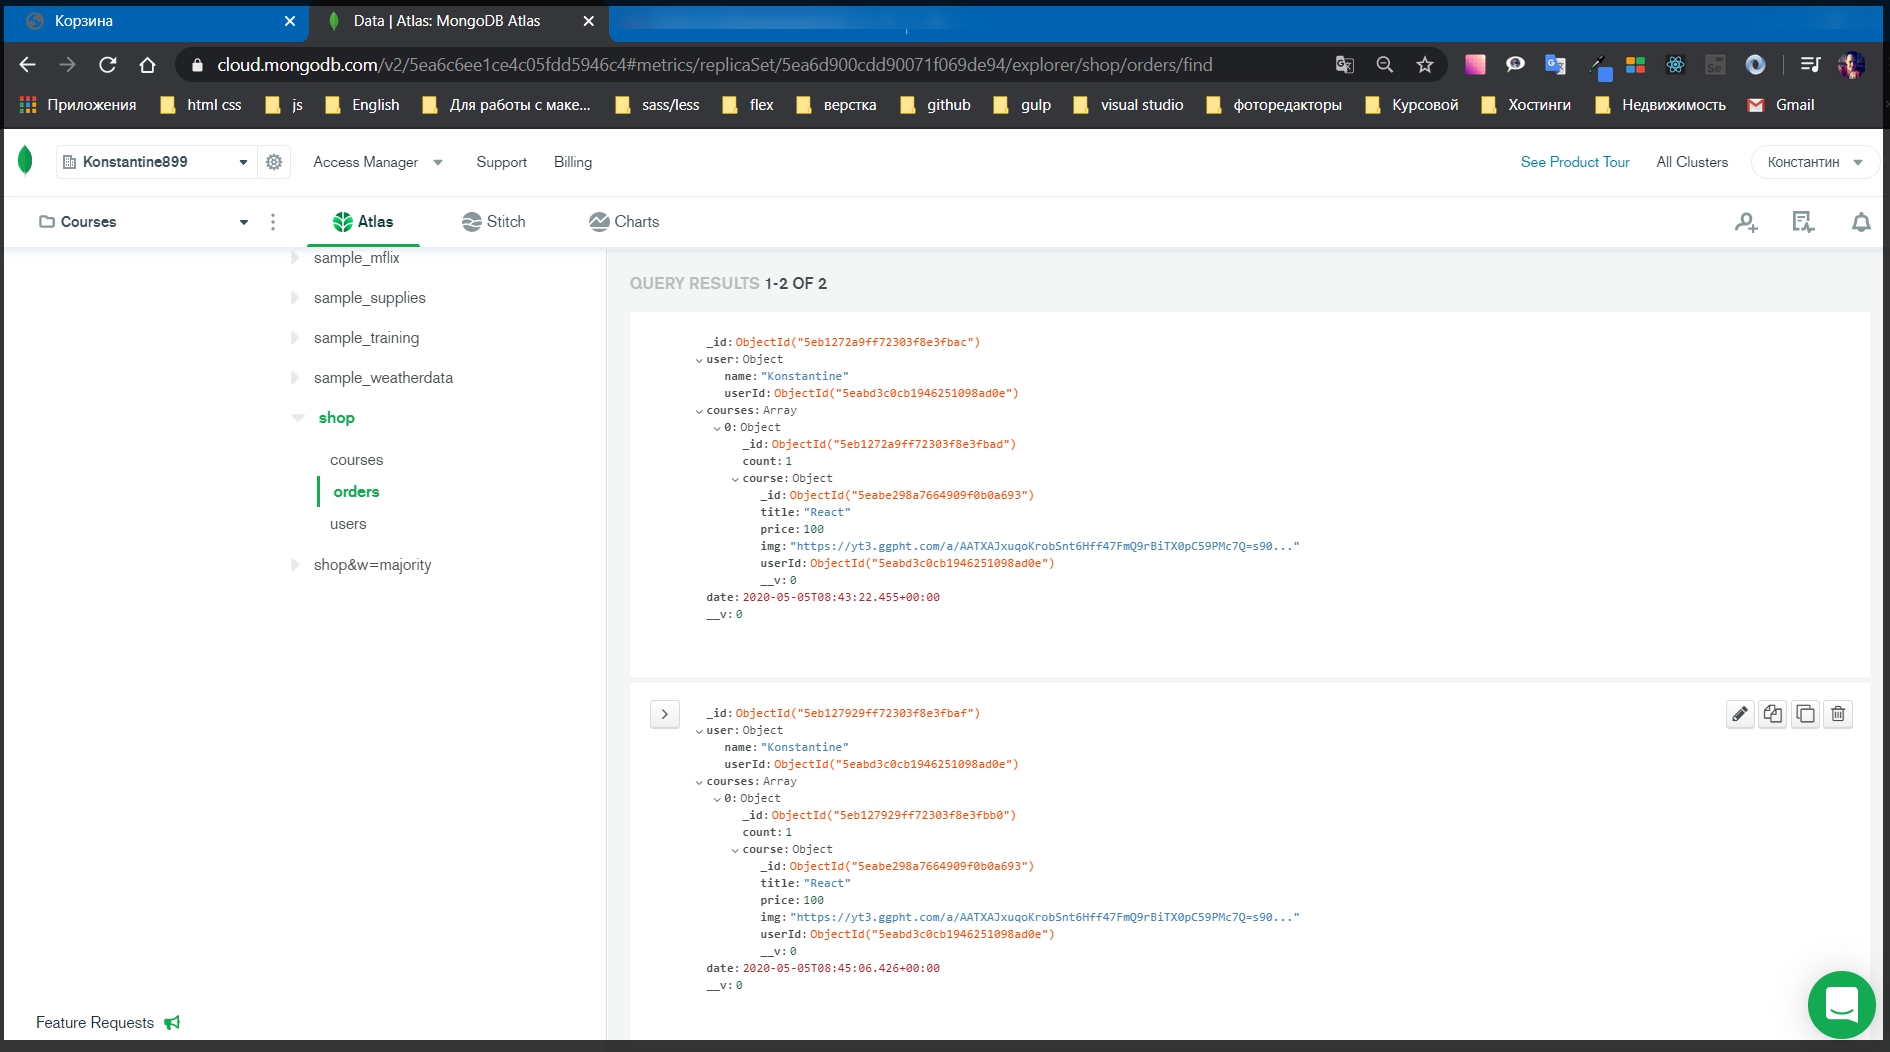 Корзина
Data | Atlas: MongoDB Atlas
cloud.mongodb.com/v2/5ea6c6ee1ce4c05fdd5946c4#metrics/replicaSet/5ea6d900cdd90071f069de94/explorer/shop/orders/find
Приложения html css js English Для работы с маке... sass/less flex верстка github gulp visual studio фоторедакторы Курсовой Хостинги Недвижимость Gmail
Konstantine899 Access Manager Support Billing See Product Tour All Clusters Константин
Courses Atlas Stitch Charts
sample_mflix
sample_supplies
sample_training
sample_weatherdata
shop
courses
orders
users
shop&w=majority
Feature Requests
QUERY RESULTS 1-2 OF 2
_id: ObjectId("5eb1272a9ff72303f8e3fbac")
user: Object
name: "Konstantine"
userId: ObjectId("5eabd3c0cb1946251098ad0e")
courses: Array
0: Object
_id: ObjectId("5eb1272a9ff72303f8e3fbad")
count: 1
course: Object
_id: ObjectId("5eabe298a7664909f0b0a693")
title: "React"
price: 100
img: "https://yt3.ggpht.com/a/AATXAJxuqoKrobSnt6Hff47FmQ9rBiTX0pC59PMc7Q=s90..."
userId: ObjectId("5eabd3c0cb1946251098ad0e")
__v: 0
date: 2020-05-05T08:43:22.455+00:00
__v: 0
_id: ObjectId("5eb127929ff72303f8e3fbaf")
user: Object
name: "Konstantine"
userId: ObjectId("5eabd3c0cb1946251098ad0e")
courses: Array
0: Object
_id: ObjectId("5eb127929ff72303f8e3fbb0")
count: 1
course: Object
_id: ObjectId("5eabe298a7664909f0b0a693")
title: "React"
price: 100
img: "https://yt3.ggpht.com/a/AATXAJxuqoKrobSnt6Hff47FmQ9rBiTX0pC59PMc7Q=s90..."
userId: ObjectId("5eabd3c0cb1946251098ad0e")
__v: 0
date: 2020-05-05T08:45:06.426+00:00
__v: 0